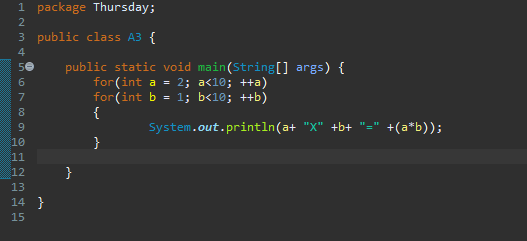 1 package Thursday;
2
3 public class A3 {
4
5 public static void main(String[] args) {
6 for(int a = 2; a<10; ++a)
7 for(int b = 1; b<10; ++b)
8 {
9 System.out.println(a+ "X" +b+ "=" +(a*b));
10 }
11
12 }
13
14 }
15